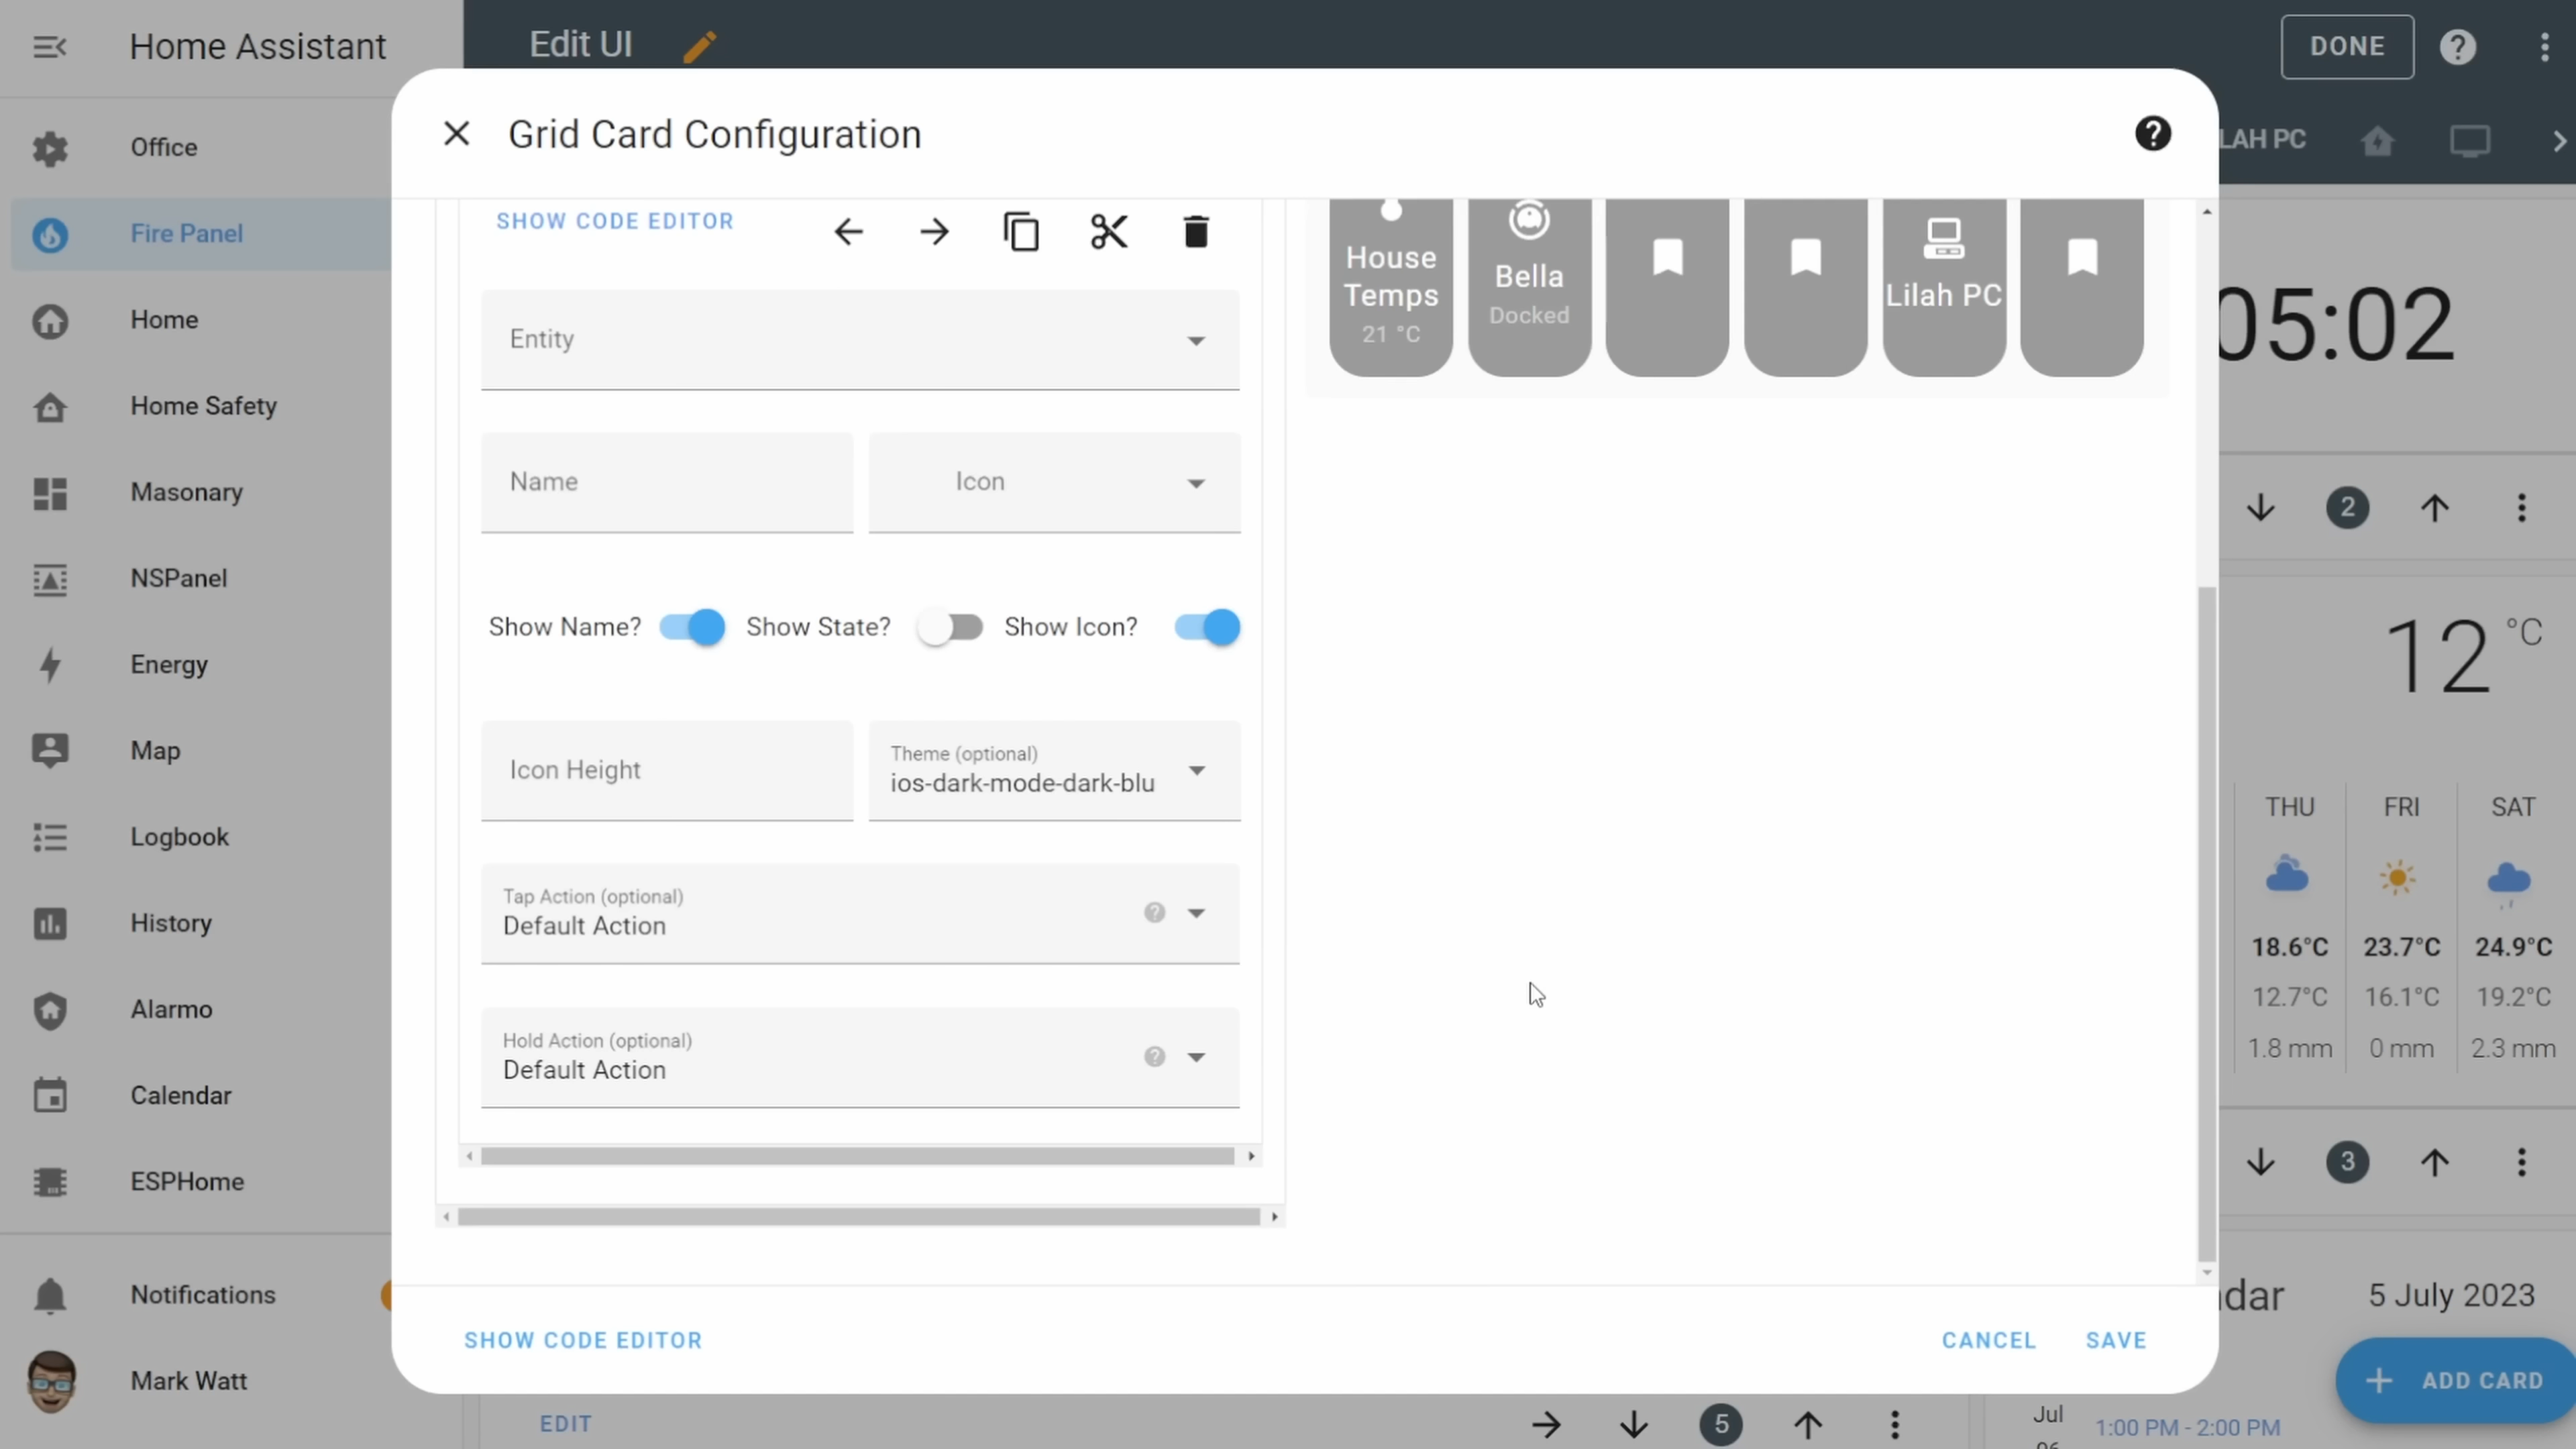 Home Assistant
Edit UI
DONE
Office
Fire Panel
Home
Home Safety
Masonary
NSPanel
Energy
Map
Logbook
History
Alarmo
Calendar
ESPHome
Notifications
Mark Watt
Grid Card Configuration
SHOW CODE EDITOR
Entity
Name
Icon
Show Name?
Show State?
Show Icon?
Icon Height
Theme (optional)
ios-dark-mode-dark-blu
Tap Action (optional)
Default Action
Hold Action (optional)
Default Action
House
Temps
21 °C
Bella
Docked
Lilah PC
SHOW CODE EDITOR
CANCEL
SAVE
LAH PC
05:02
2
12 °C
THU FRI SAT
18.6°C 23.7°C 24.9°C
12.7°C 16.1°C 19.2°C
1.8 mm 0 mm 2.3 mm
3
ndar
5 July 2023
ADD CARD
EDIT
5
Jul
1:00 PM - 2:00 PM